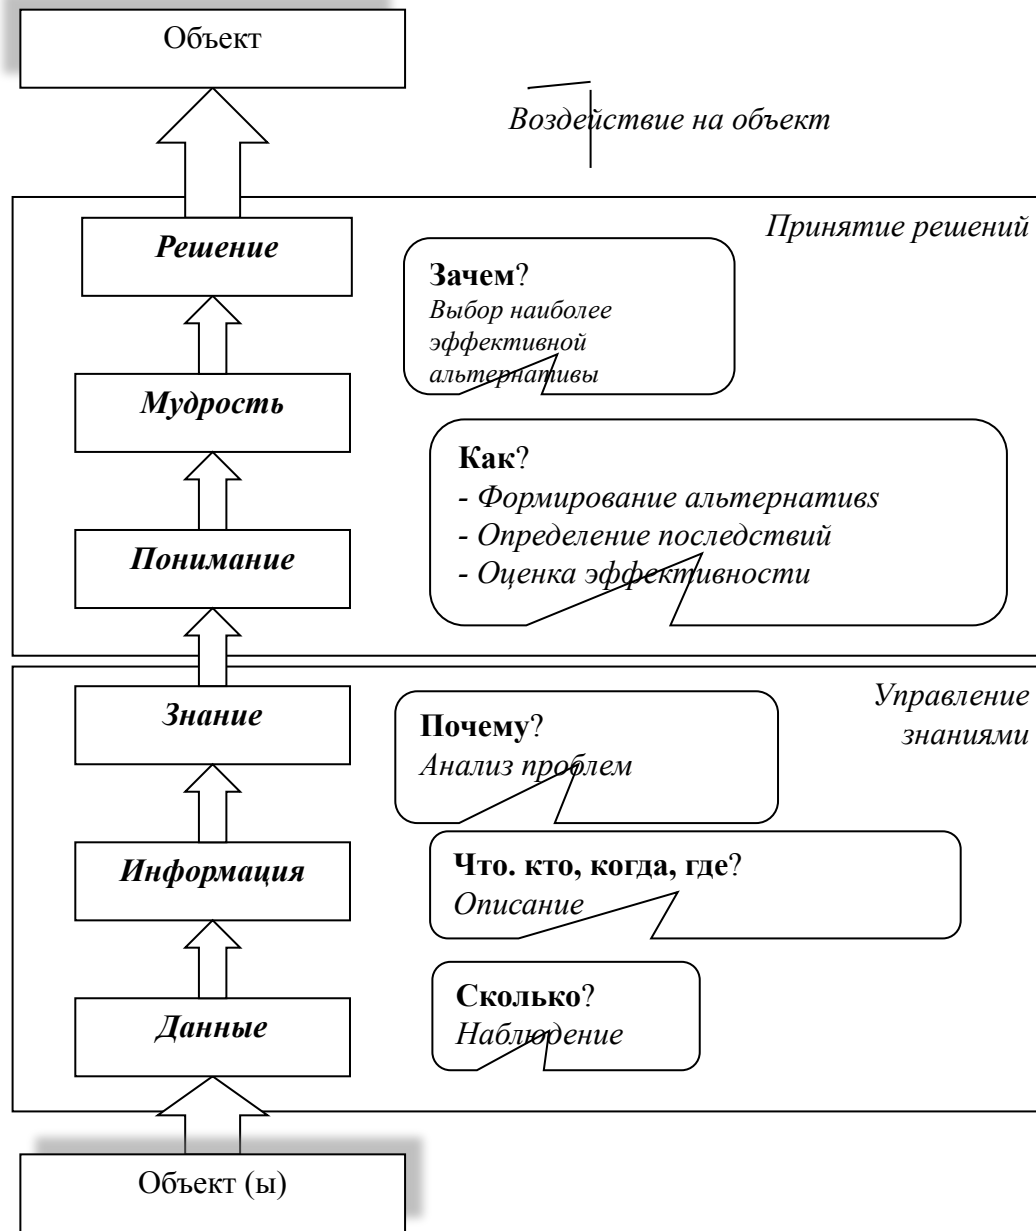 Объект
Воздействие на объект
Принятие решений
Решение
Зачем?
Выбор наиболее
эффективной
альтернативы
Мудрость
Как?
- Формирование альтернативs
- Определение последствий
- Оценка эффективности
Понимание
Управление
знаниями
Знание
Почему?
Анализ проблем
Что. кто, когда, где?
Описание
Информация
Сколько?
Наблюдение
Данные
Объект (ы)